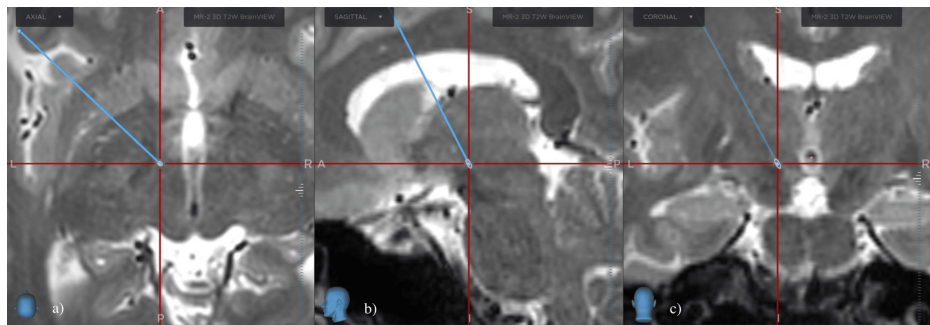 AXIAL ▼
A
MR-2 3D T2W BrainVIEW
L
R
a)
P
SAGITTAL ▼
S
MR-2 3D T2W BrainVIEW
A
P
b)
I
CORONAL ▼
S
MR-2 3D T2W BrainVIEW
L
R
c)
I